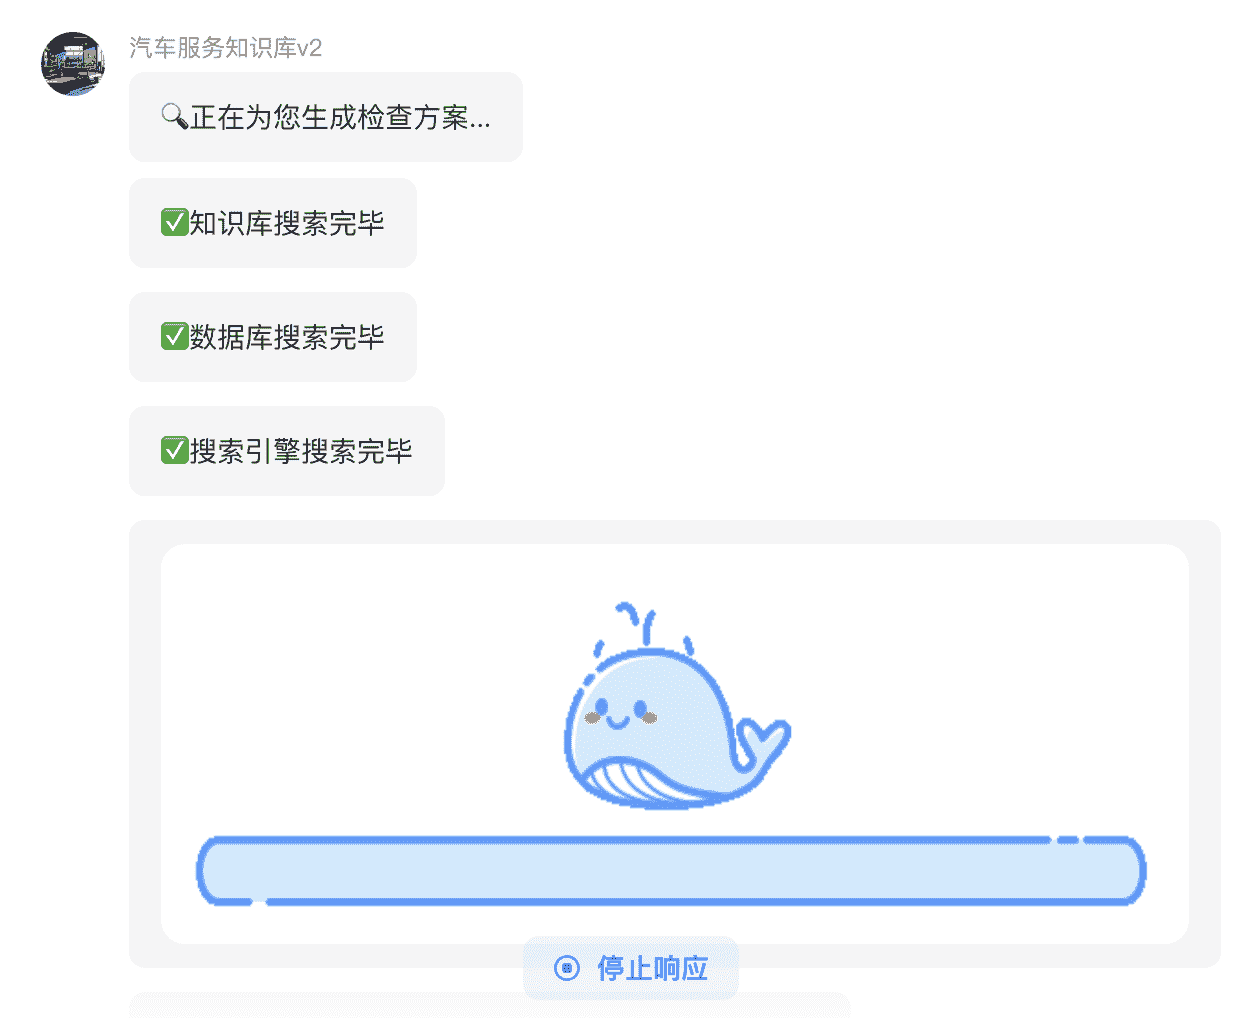 汽车服务知识库v2
🔍正在为您生成检查方案...
✅知识库搜索完毕
✅数据库搜索完毕
✅搜索引擎搜索完毕
停止响应